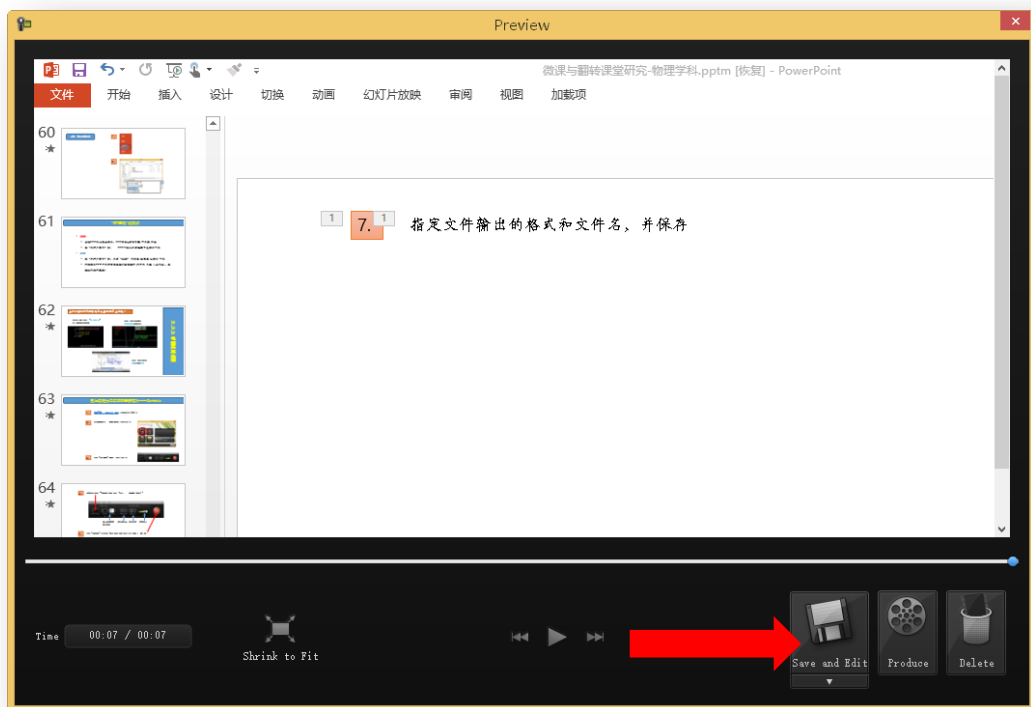 Preview
微课与翻转课堂研究-物理学科.pptm [恢复] - PowerPoint
文件 开始 插入 设计 切换 动画 幻灯片放映 审阅 视图 加载项
60
61
62
63
64
1 7. 1 指定文件输出的格式和文件名，并保存
Time 00:07 / 00:07
Shrink to Fit
Save and Edit
Produce
Delete